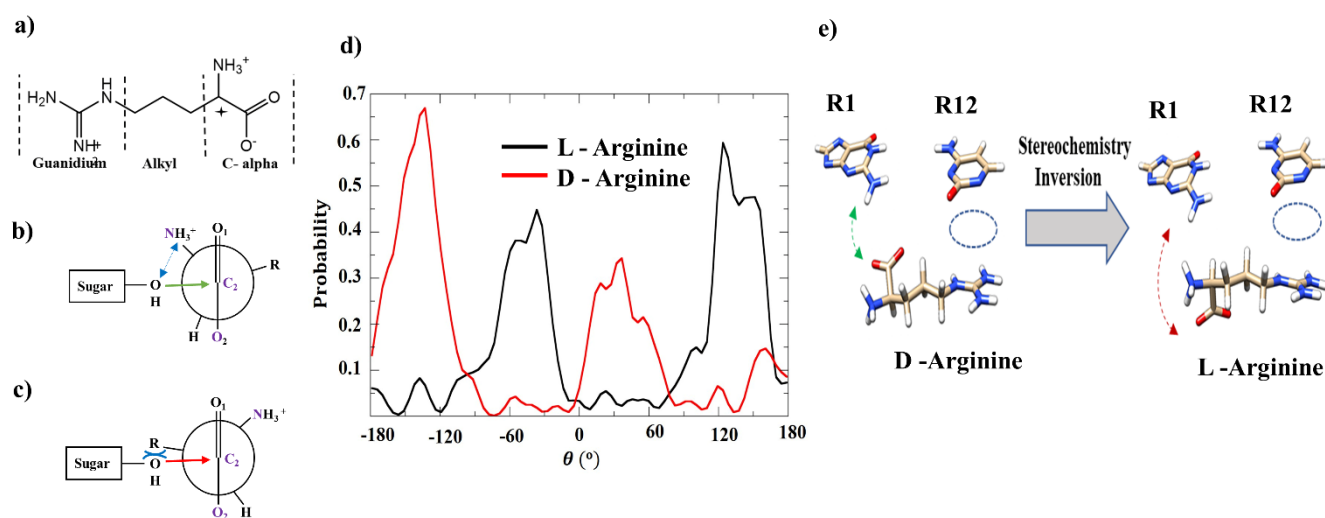 a)
NH₃⁺
H₂N
H
N
O
O⁻
NH⁺
2
Guanidium
Alkyl
C- alpha
b)
O₁
NH₃⁺
R
Sugar
O
H
C₂
H
O₂
c)
O₁
NH₃⁺
R
Sugar
O
H
C₂
H
O₂
d)
0.7
0.6
0.5
0.4
0.3
0.2
0.1
Probability
L - Arginine
D - Arginine
-180
-120
-60
0
60
120
180
θ (°)
e)
R1
R12
Stereochemistry
Inversion
R1
R12
D -Arginine
L -Arginine